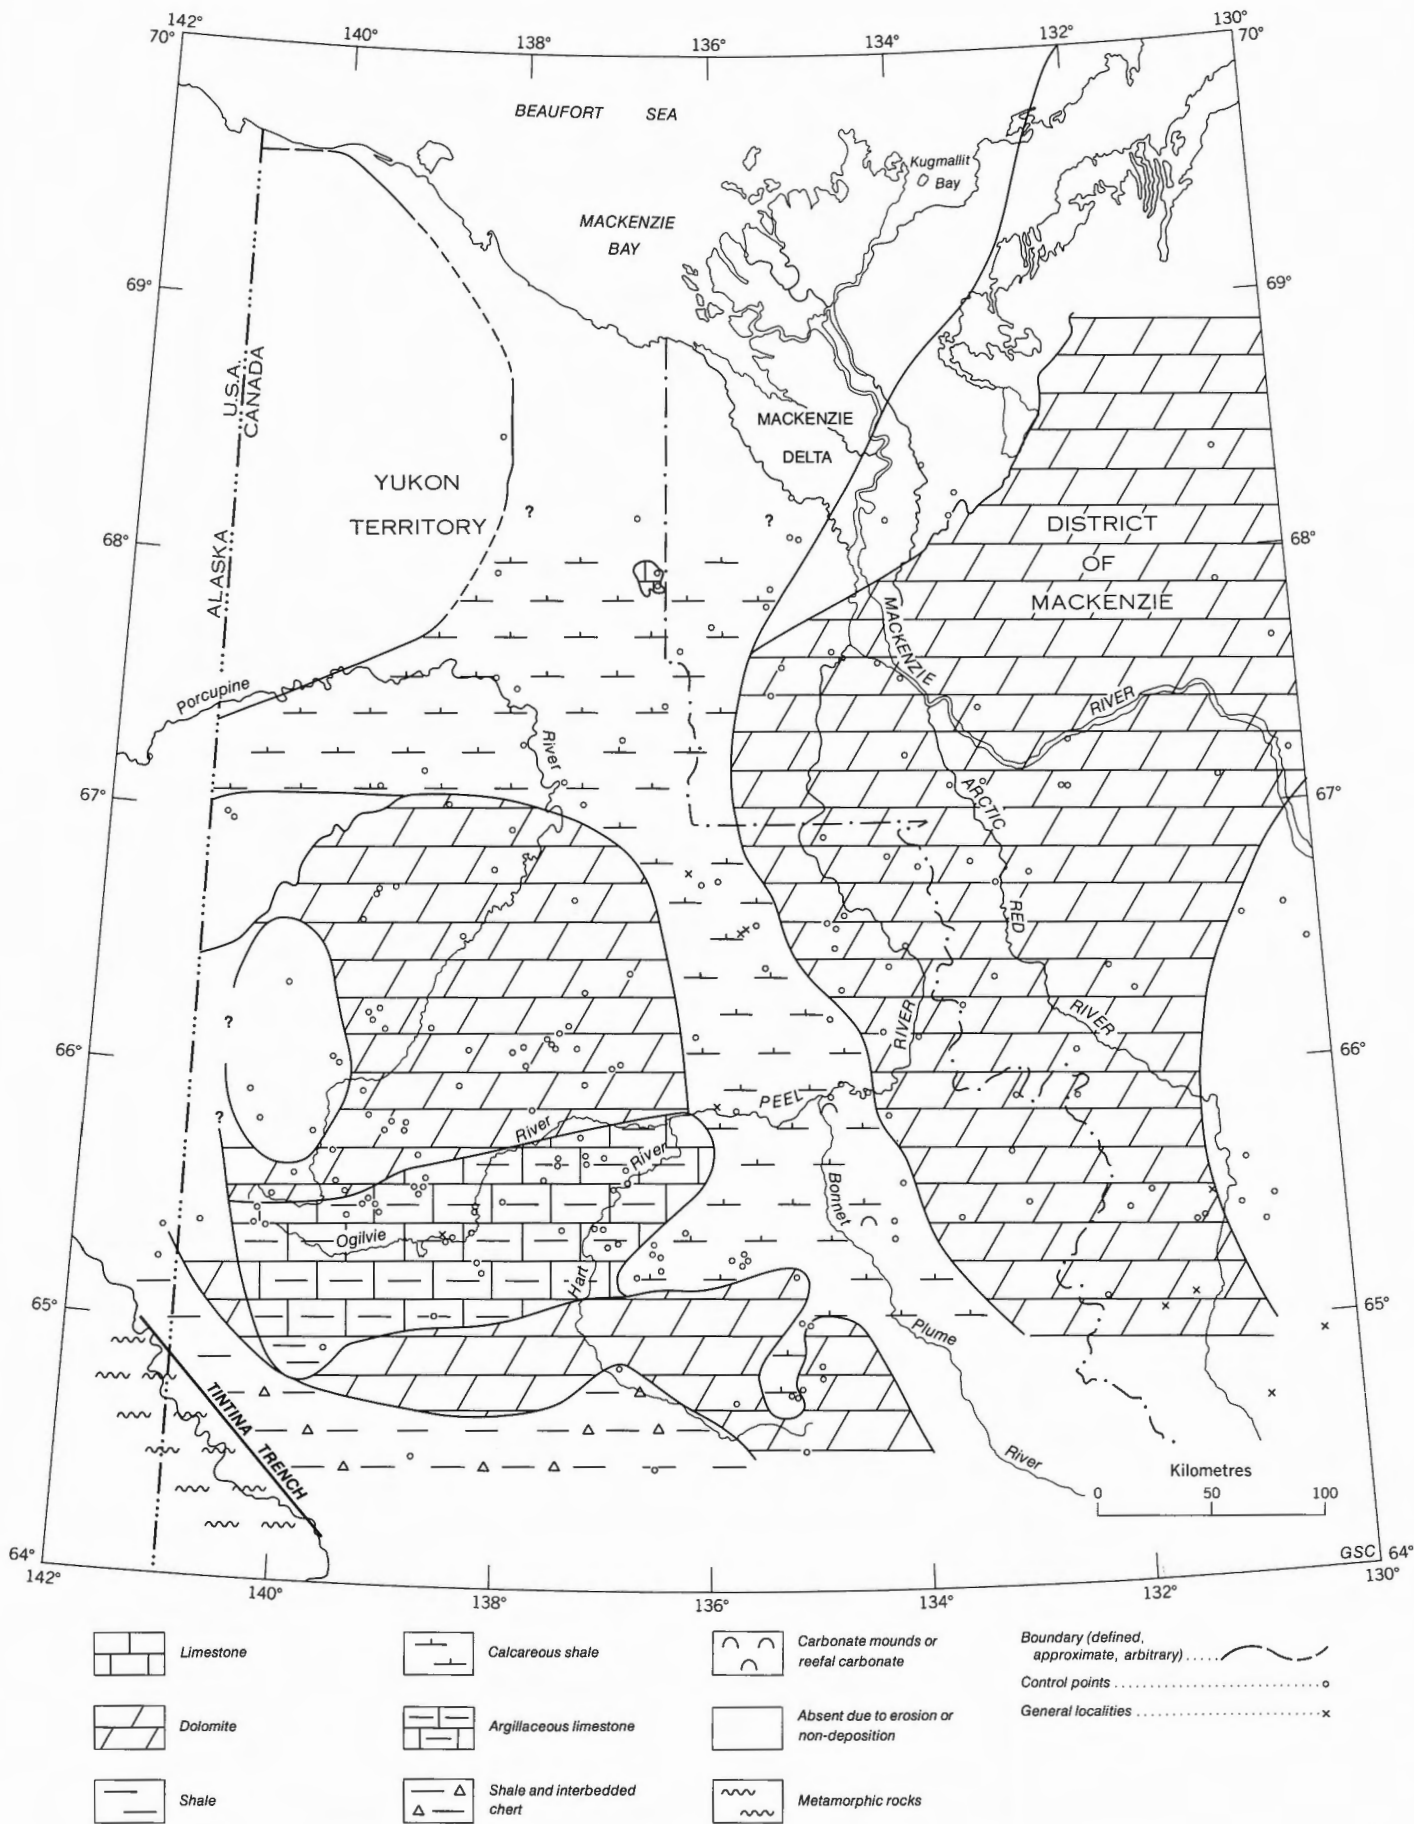 142° 140° 138° 136° 134° 132° 130°
70° 70°
BEAUFORT SEA
Kugmallit
Bay
MACKENZIE
BAY
69° 69°
U.S.A.
CANADA
MACKENZIE
DELTA
YUKON
TERRITORY
?
?
DISTRICT
OF
MACKENZIE
68° 68°
ALASKA
MACKENZIE
RIVER
Porcupine
River
67° 67°
ARCTIC
RED
RIVER
RIVER
?
66° 66°
PEEL
?
River
River
Bonnet
Ogilvie
Hart
65° 65°
Plume
TINTINA TRENCH
River
Kilometres
0 50 100
GSC
64° 64°
142° 140° 138° 136° 134° 132° 130°
Limestone
Dolomite
Shale
Calcareous shale
Argillaceous limestone
Shale and interbedded
chert
Carbonate mounds or
reefal carbonate
Absent due to erosion or
non-deposition
Metamorphic rocks
Boundary (defined,
approximate, arbitrary) .....
Control points ........................
General localities ......................